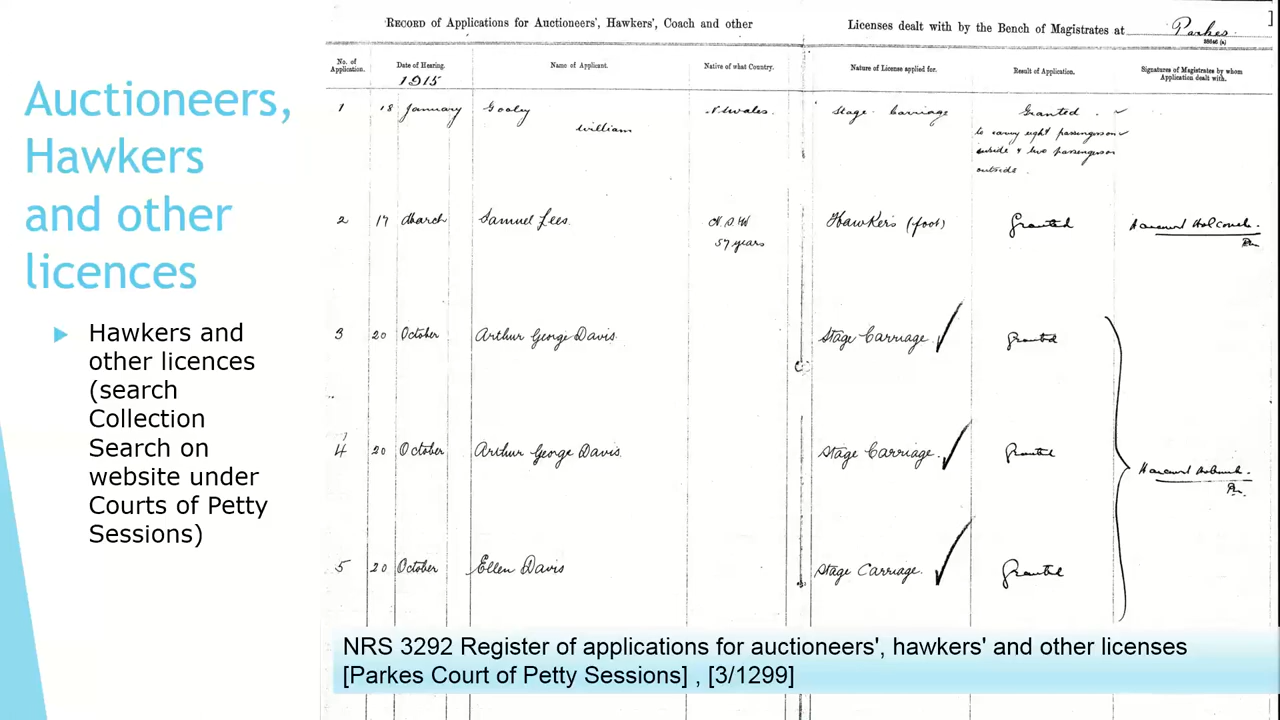 Auctioneers,
Hawkers
and other
licences
Hawkers and
other licences
(search
Collection
Search on
website under
Courts of Petty
Sessions)
RECORD of Applications for Auctioneers', Hawkers', Coach and other Licenses dealt with by the Bench of Magistrates at Parkes.
No. of Application. Date of Hearing. Name of Applicant. Native of what Country. Nature of License applied for. Result of Application. Signatures of Magistrates by whom Application dealt with.
1915
1 18 January Gooley N.S.Wales. Stage Carriage Granted.
William to carry eight passengers on
inside & two passengers on
outside.
2 17 March Samuel Lees. N.S.W Hawkers (foot) Granted
57 years
3 20 October Arthur George Davis. Stage Carriage. Granted
4 20 October Arthur George Davis. Stage Carriage. Granted
5 20 October Ellen Davis Stage Carriage. Granted
NRS 3292 Register of applications for auctioneers', hawkers' and other licenses
[Parkes Court of Petty Sessions] , [3/1299]